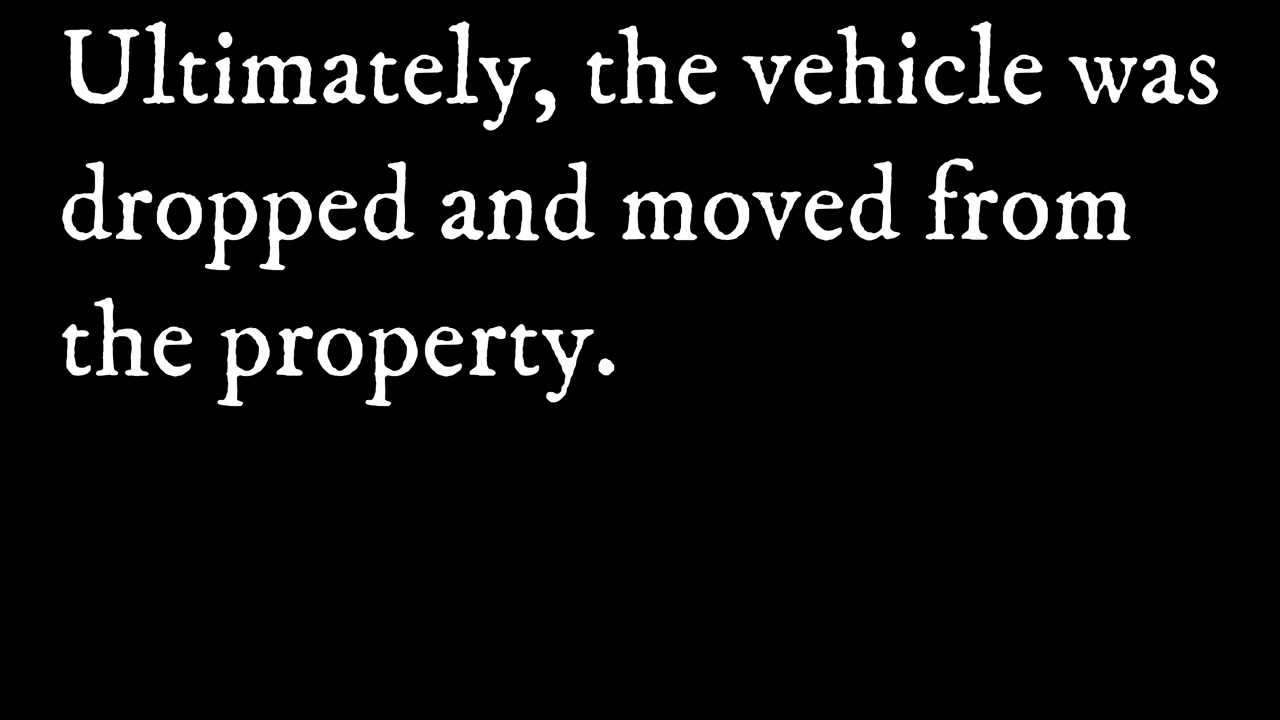 Ultimately, the vehicle was
dropped and moved from
the property.